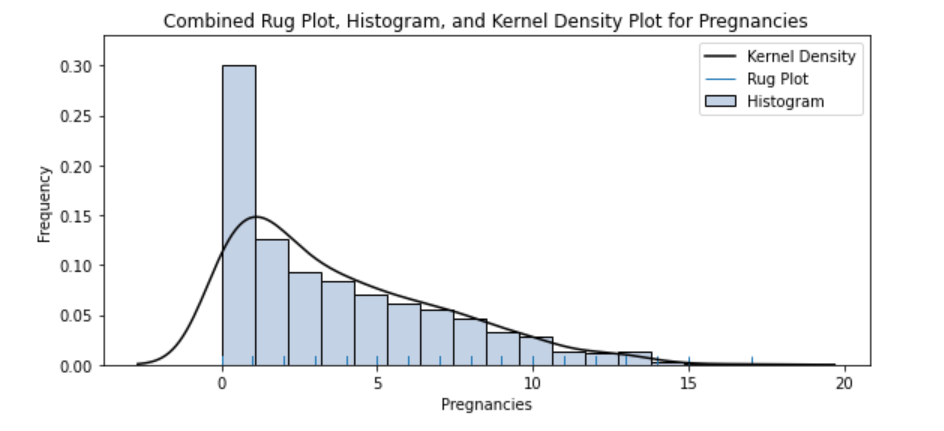 Combined Rug Plot, Histogram, and Kernel Density Plot for Pregnancies
Kernel Density
Rug Plot
Histogram
Frequency
0.30
0.25
0.20
0.15
0.10
0.05
0.00
0 5 10 15 20
Pregnancies